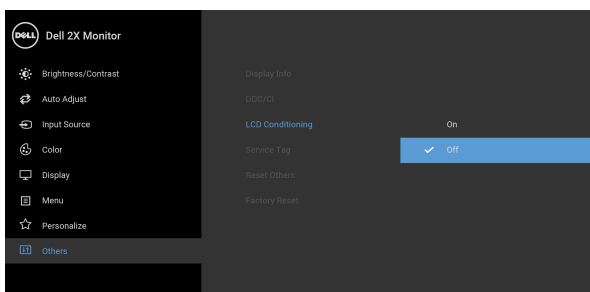 DELL Dell 2X Monitor
Brightness/Contrast
Auto Adjust
Input Source
Color
Display
Menu
Personalize
Others
Display Info
DDC/CI
LCD Conditioning
Service Tag
Reset Others
Factory Reset
On
Off